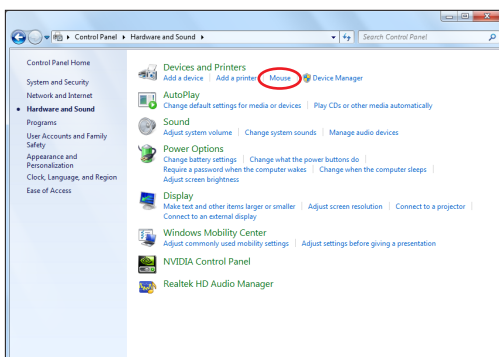 Control Panel ▸ Hardware and Sound ▸
Search Control Panel
Control Panel Home
System and Security
Network and Internet
Hardware and Sound
Programs
User Accounts and Family
Safety
Appearance and
Personalization
Clock, Language, and Region
Ease of Access
Devices and Printers
Add a device | Add a printer | Mouse | Device Manager
AutoPlay
Change default settings for media or devices | Play CDs or other media automatically
Sound
Adjust system volume | Change system sounds | Manage audio devices
Power Options
Change battery settings | Change what the power buttons do |
Require a password when the computer wakes | Change when the computer sleeps |
Adjust screen brightness
Display
Make text and other items larger or smaller | Adjust screen resolution | Connect to a projector |
Connect to an external display
Windows Mobility Center
Adjust commonly used mobility settings | Adjust settings before giving a presentation
NVIDIA Control Panel
Realtek HD Audio Manager